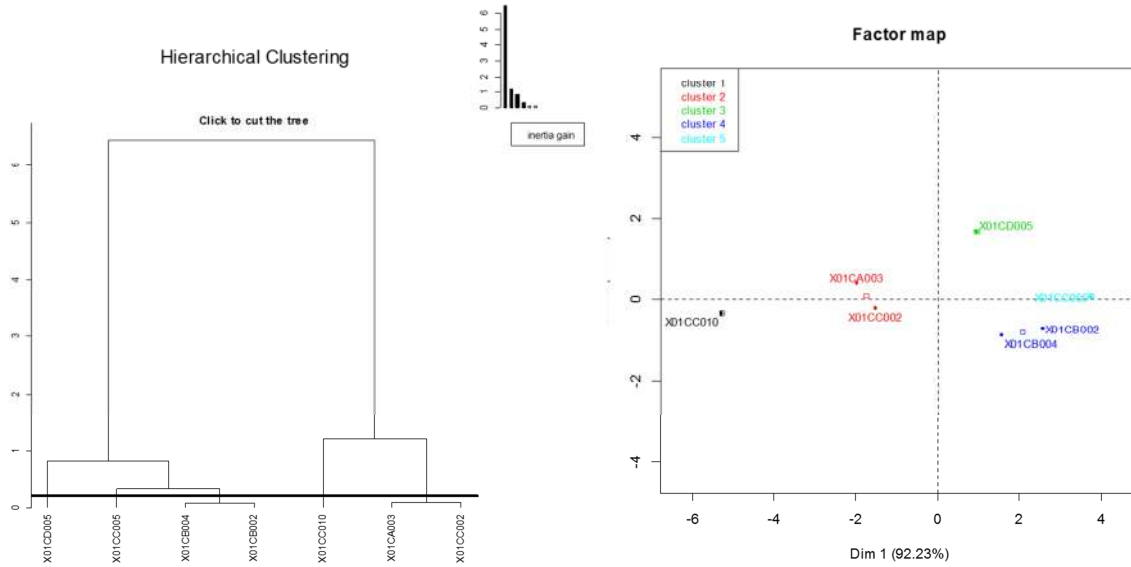 Hierarchical Clustering
Click to cut the tree
6
5
4
3
2
1
0
X01CD005
X01CC005
X01CB004
X01CB002
X01CC010
X01CA003
X01CC002
6
5
4
3
2
1
0
inertia gain
Factor map
cluster 1
cluster 2
cluster 3
cluster 4
cluster 5
4
2
0
-2
-4
X01CD005
X01CA003
X01CC002
X01CC010
X01CB002
X01CB004
-6
-2
0
2
4
Dim 1 (92.23%)